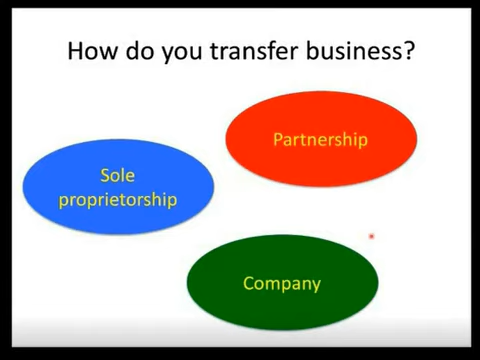 How do you transfer business?
Partnership
Sole
proprietorship
Company